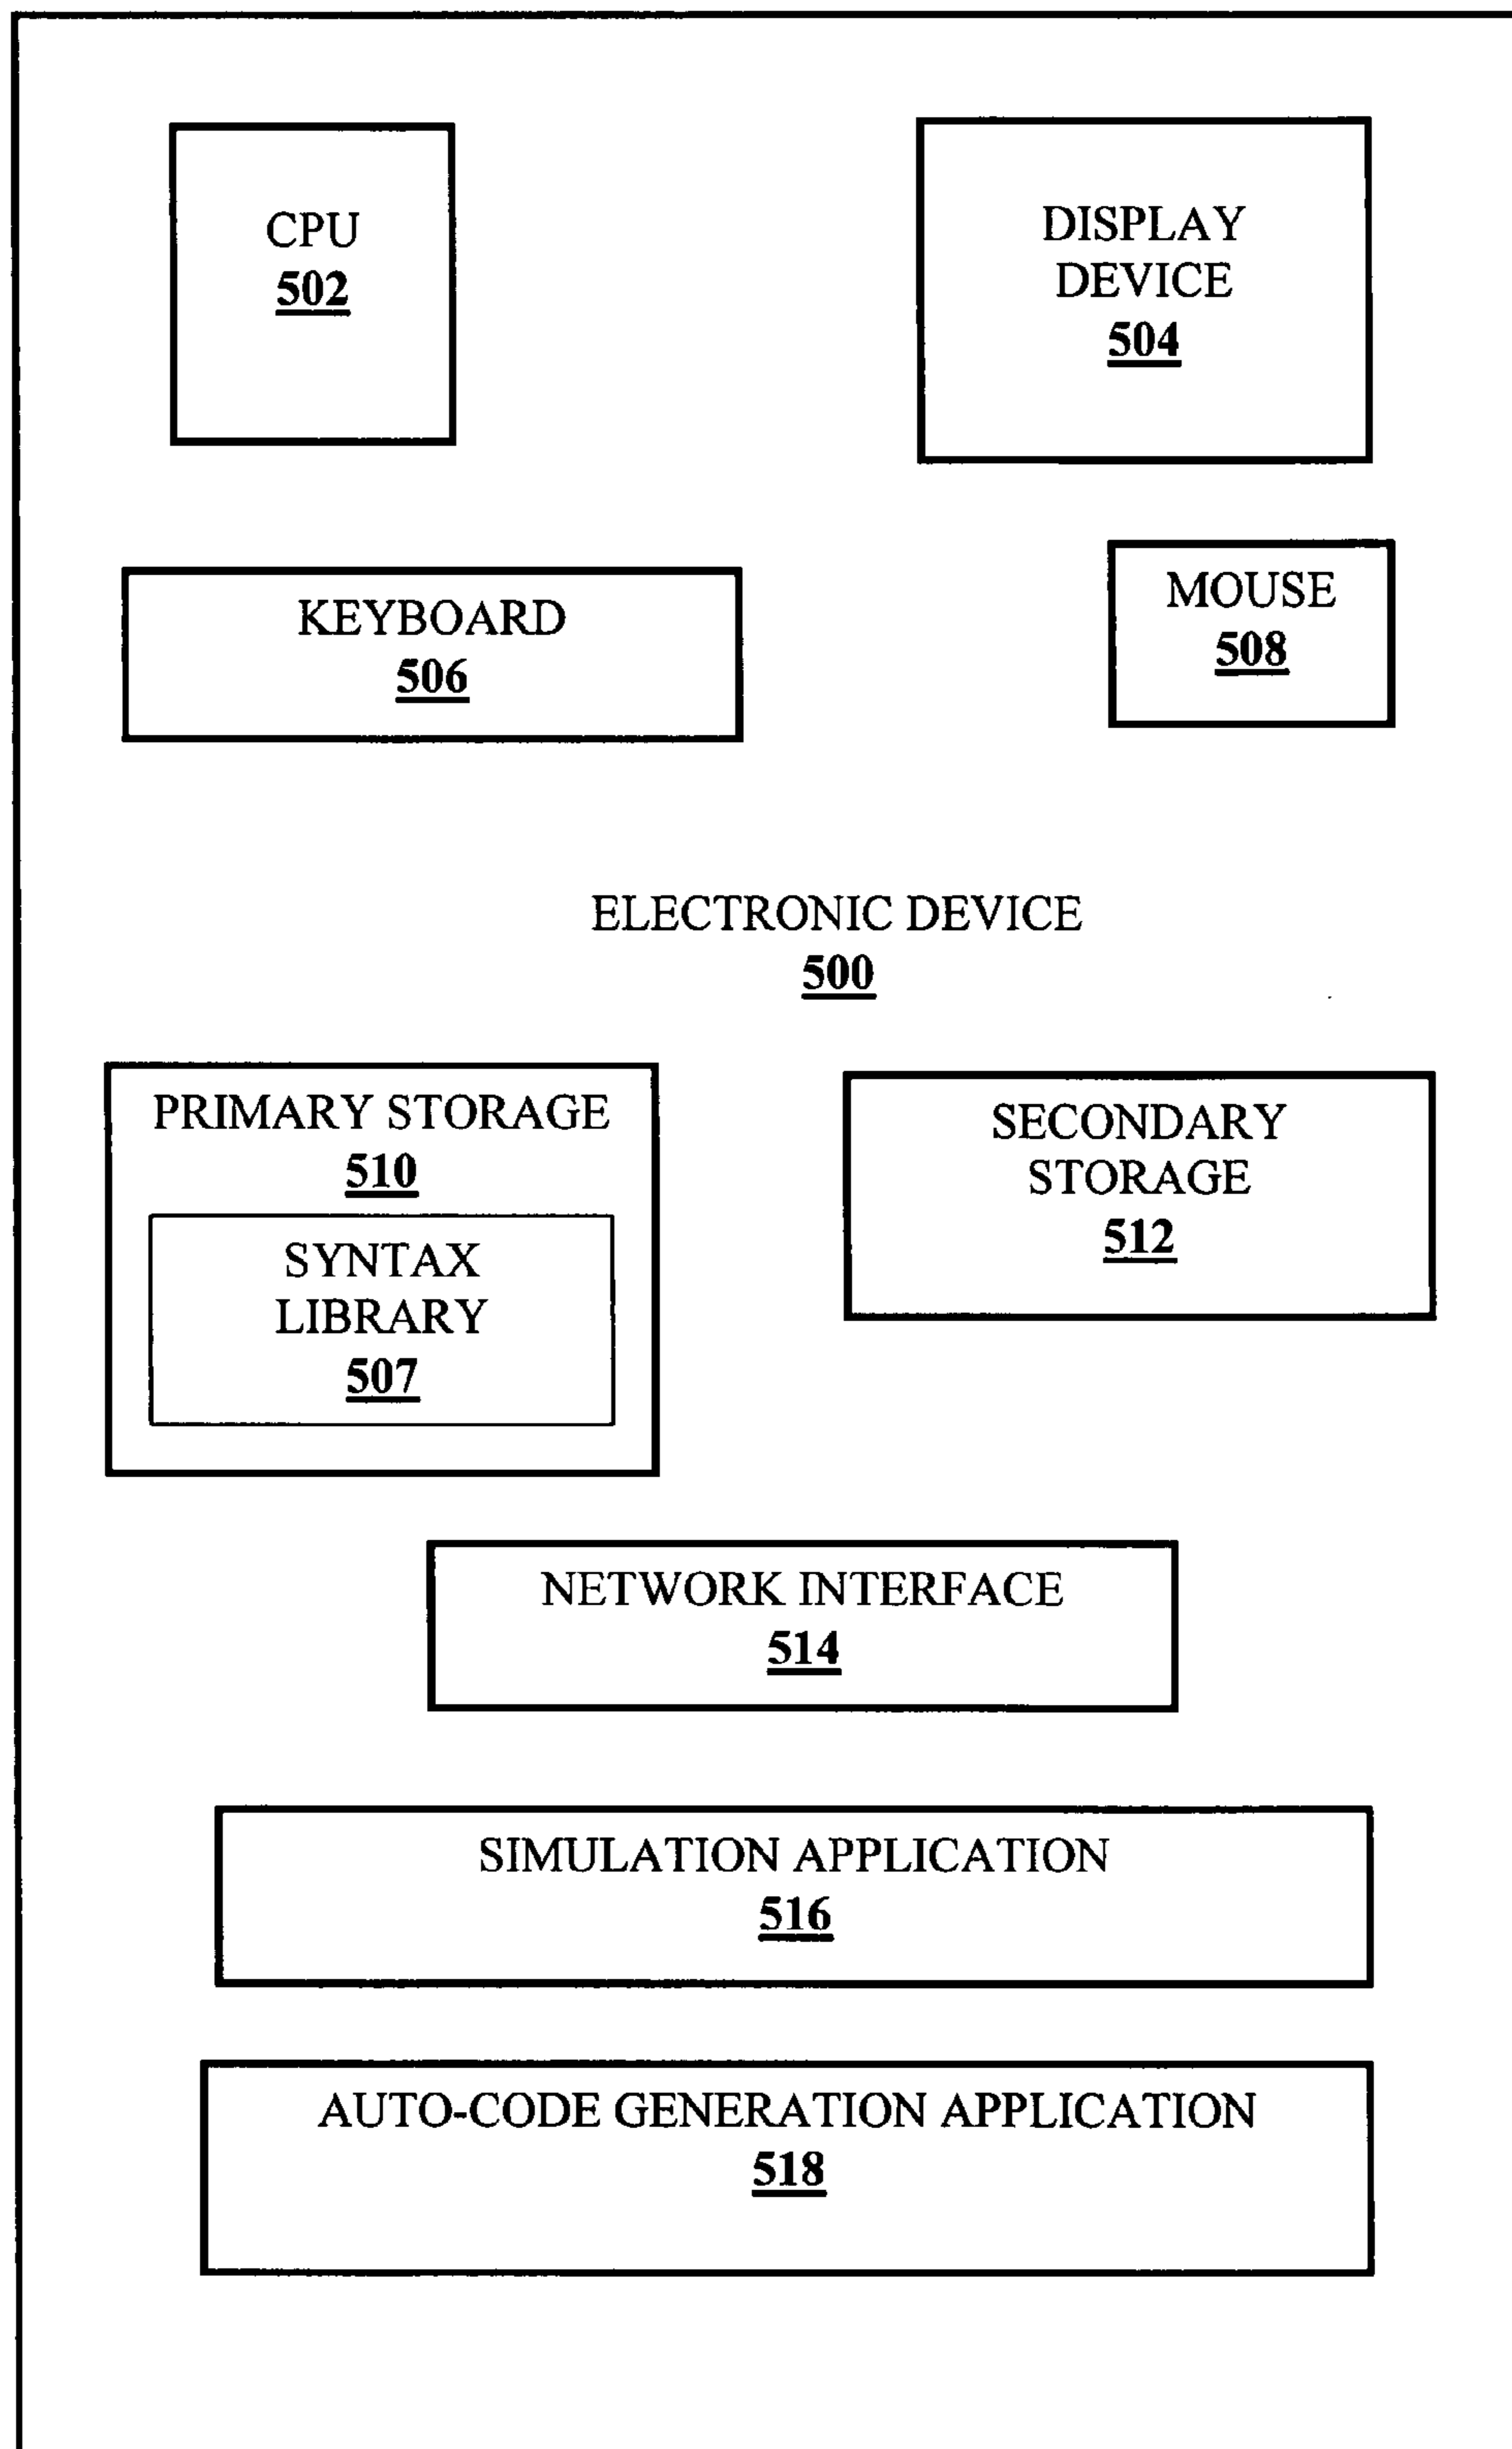 CPU
502
DISPLAY
DEVICE
504
KEYBOARD
506
MOUSE
508
ELECTRONIC DEVICE
500
PRIMARY STORAGE
510
SYNTAX
LIBRARY
507
SECONDARY
STORAGE
512
NETWORK INTERFACE
514
SIMULATION APPLICATION
516
AUTO-CODE GENERATION APPLICATION
518